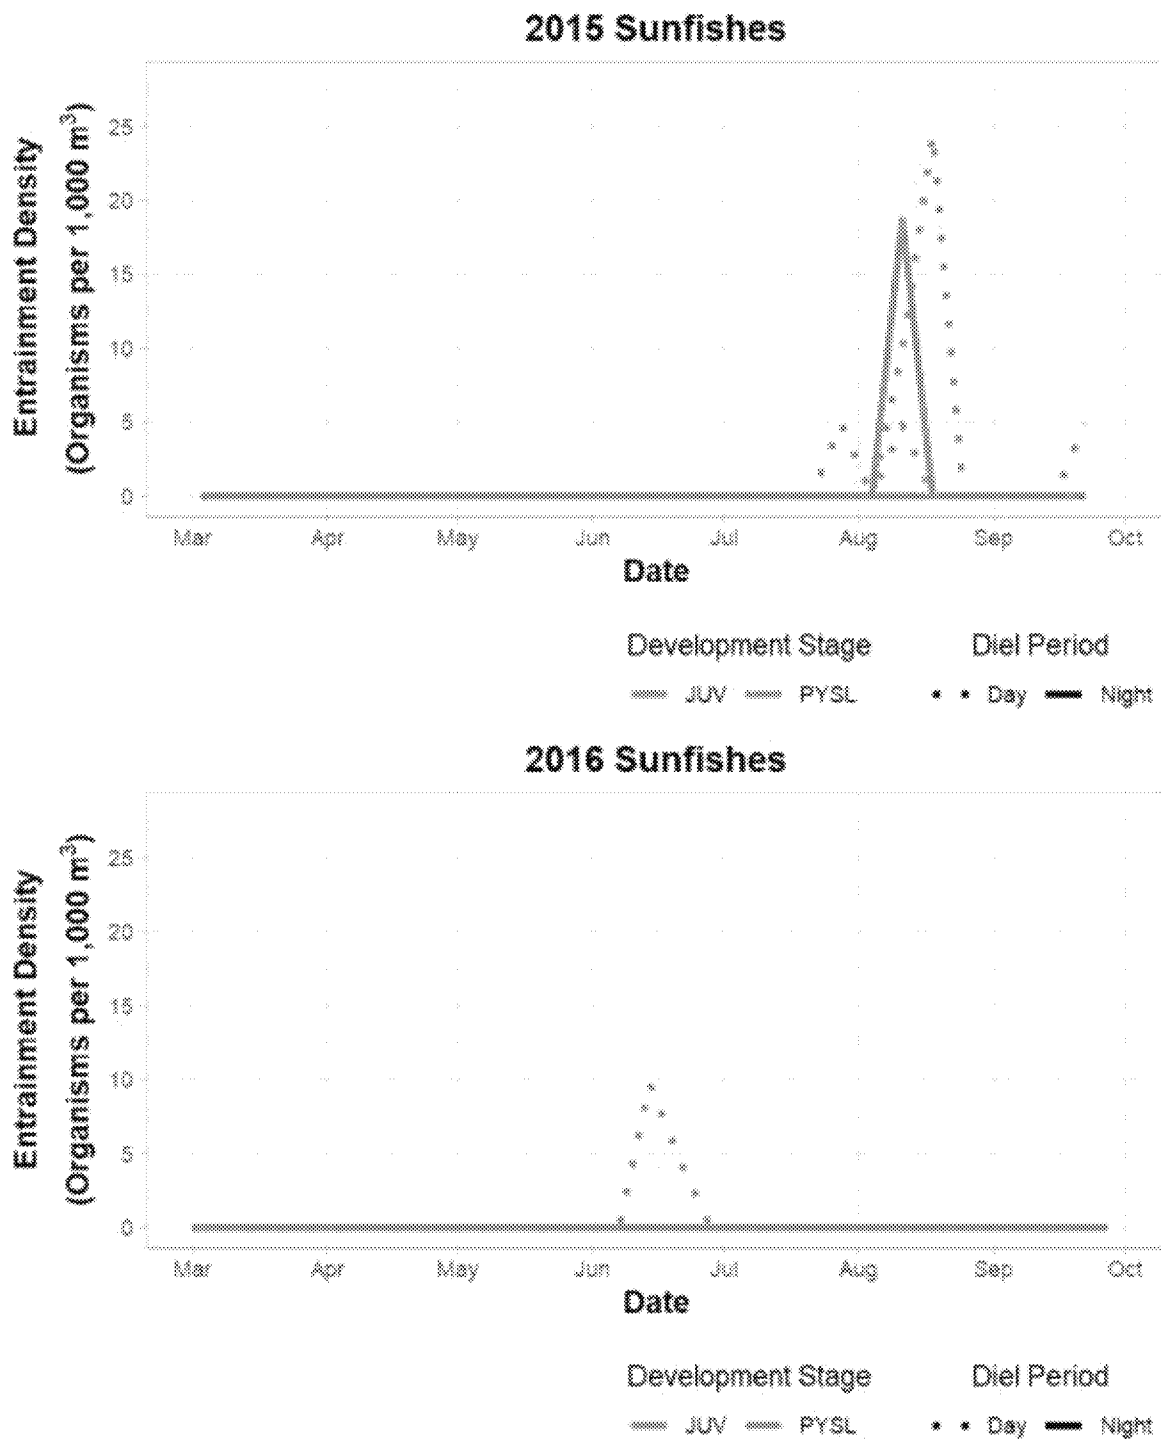 2015 Sunfishes
Entrainment Density
(Organisms per 1,000 m³)
25
20
15
10
5
0
Mar Apr May Jun Jul Aug Sep Oct
Date
Development Stage Diel Period
JUV PYSL Day Night
2016 Sunfishes
Entrainment Density
(Organisms per 1,000 m³)
25
20
15
10
5
0
Mar Apr May Jun Jul Aug Sep Oct
Date
Development Stage Diel Period
JUV PYSL Day Night